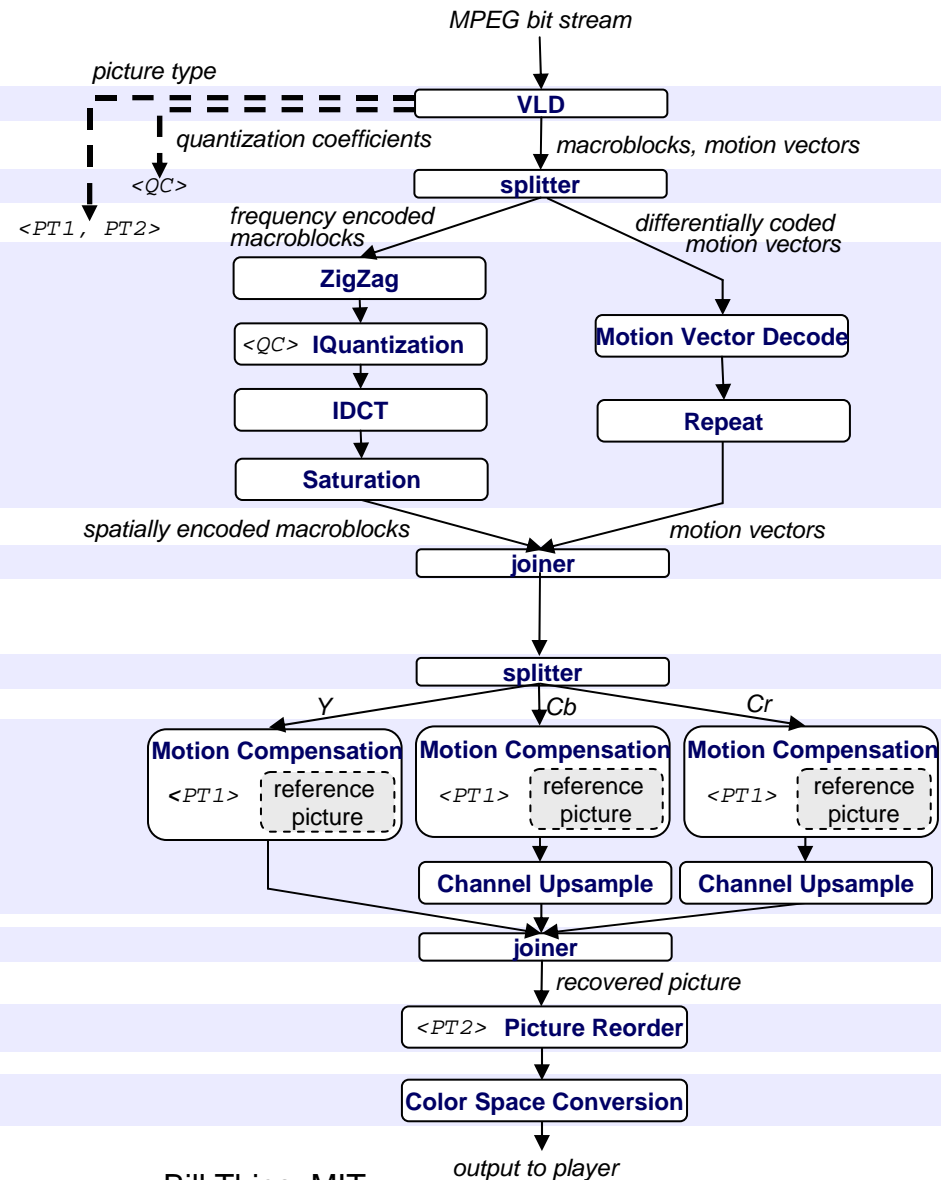 MPEG bit stream
picture type
VLD
quantization coefficients
macroblocks, motion vectors
<QC>
splitter
<PT1, PT2>
frequency encoded
macroblocks
differentially coded
motion vectors
ZigZag
<QC> IQuantization
Motion Vector Decode
IDCT
Repeat
Saturation
spatially encoded macroblocks
motion vectors
joiner
splitter
Y
Cb
Cr
Motion Compensation
<PT1>
reference
picture
Motion Compensation
<PT1>
reference
picture
Motion Compensation
<PT1>
reference
picture
Channel Upsample
Channel Upsample
joiner
recovered picture
<PT2> Picture Reorder
Color Space Conversion
output to player